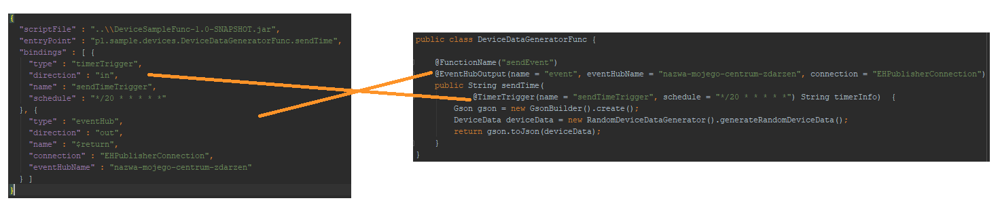 {
"scriptFile" : "..\\DeviceSampleFunc-1.0-SNAPSHOT.jar",
"entryPoint" : "pl.sample.devices.DeviceDataGeneratorFunc.sendTime",
"bindings" : [ {
"type" : "timerTrigger",
"direction" : "in",
"name" : "sendTimeTrigger",
"schedule" : "*/20 * * * * *"
}, {
"type" : "eventHub",
"direction" : "out",
"name" : "$return",
"connection" : "EHPublisherConnection",
"eventHubName" : "nazwa-mojego-centrum-zdarzen"
} ]
}
public class DeviceDataGeneratorFunc {
@FunctionName("sendEvent")
@EventHubOutput(name = "event", eventHubName = "nazwa-mojego-centrum-zdarzen", connection = "EHPublisherConnection")
public String sendTime(
@TimerTrigger(name = "sendTimeTrigger", schedule = "*/20 * * * * *") String timerInfo) {
Gson gson = new GsonBuilder().create();
DeviceData deviceData = new RandomDeviceDataGenerator().generateRandomDeviceData();
return gson.toJson(deviceData);
}
}